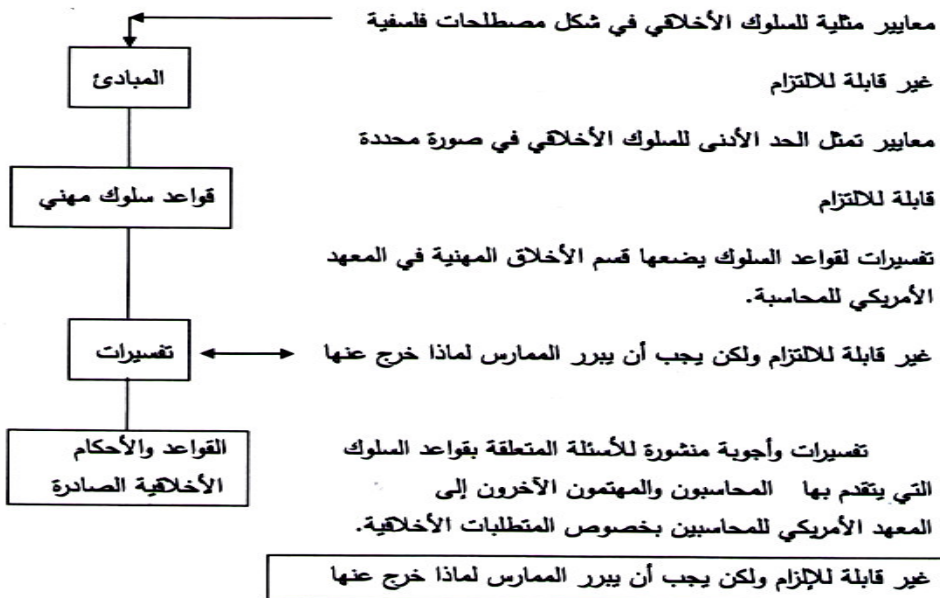 معايير مثلية للسلوك الأخلاقي في شكل مصطلحات فلسفية
المبادئ
غير قابلة للالتزام
معايير تمثل الحد الأدنى للسلوك الأخلاقي في صورة محددة
قواعد سلوك مهني
قابلة للالتزام
تفسيرات لقواعد السلوك يضعها قسم الأخلاق المهنية في المعهد
الأمريكي للمحاسبة.
تفسيرات
غير قابلة للالتزام ولكن يجب أن يبرر الممارس لماذا خرج عنها
القواعد والأحكام
الأخلاقية الصادرة
تفسيرات وأجوبة منشورة للأسئلة المتعلقة بقواعد السلوك
التي يتقدم بها المحاسبون والمهتمون الآخرون إلى
المعهد الأمريكي للمحاسبين بخصوص المتطلبات الأخلاقية.
غير قابلة للإلزام ولكن يجب أن يبرر الممارس لماذا خرج عنها